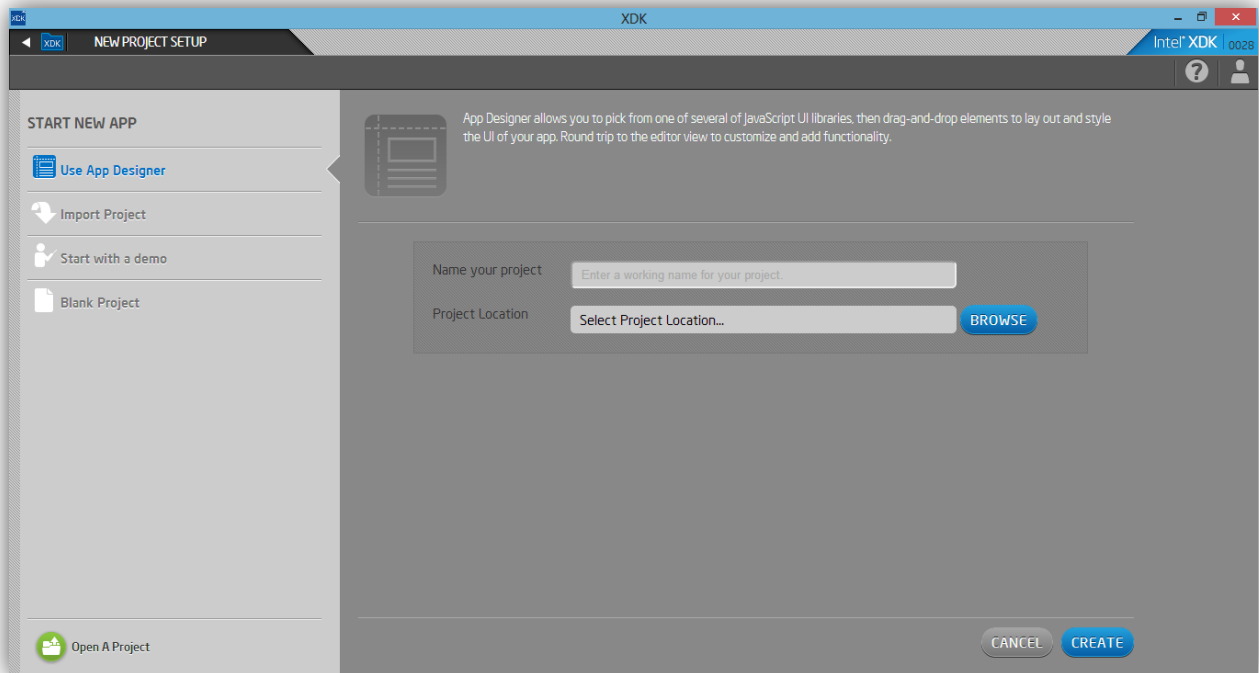 XDK
XDK
XDK
NEW PROJECT SETUP
Intel® XDK
0028
?
START NEW APP
Use App Designer
Import Project
Start with a demo
Blank Project
Open A Project
App Designer allows you to pick from one of several of JavaScript UI libraries, then drag-and-drop elements to lay out and style
the UI of your app. Round trip to the editor view to customize and add functionality.
Name your project
Enter a working name for your project.
Project Location
Select Project Location...
BROWSE
CANCEL
CREATE